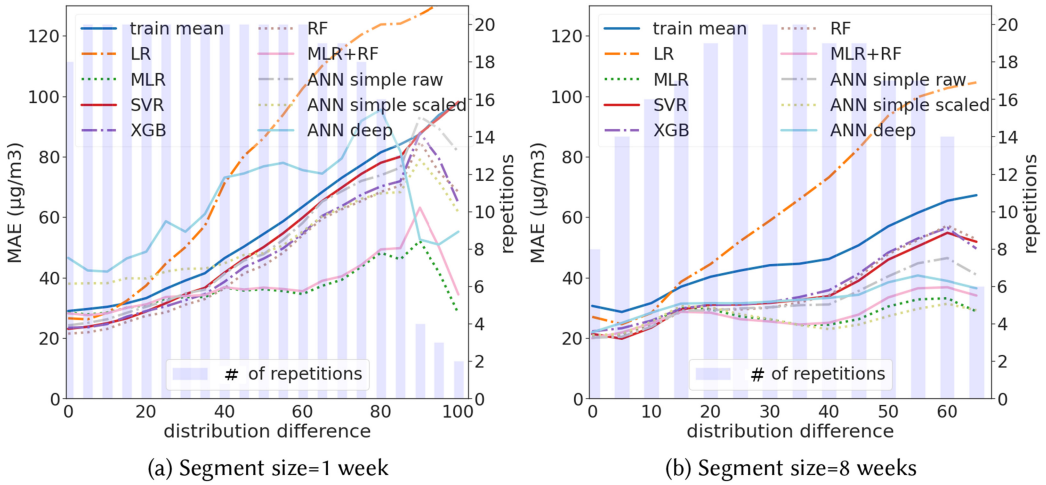 120
100
80
60
40
20
0
MAE (μg/m3)
train mean
LR
MLR
SVR
XGB
RF
MLR+RF
ANN simple raw
ANN simple scaled
ANN deep
# of repetitions
20
18
16
14
12
10
8
6
4
2
0
repetitions
0 20 40 60 80 100
distribution difference
(a) Segment size=1 week
120
100
80
60
40
20
0
MAE (μg/m3)
train mean
LR
MLR
SVR
XGB
RF
MLR+RF
ANN simple raw
ANN simple scaled
ANN deep
# of repetitions
20
18
16
14
12
10
8
6
4
2
0
repetitions
0 10 20 30 40 50 60
distribution difference
(b) Segment size=8 weeks